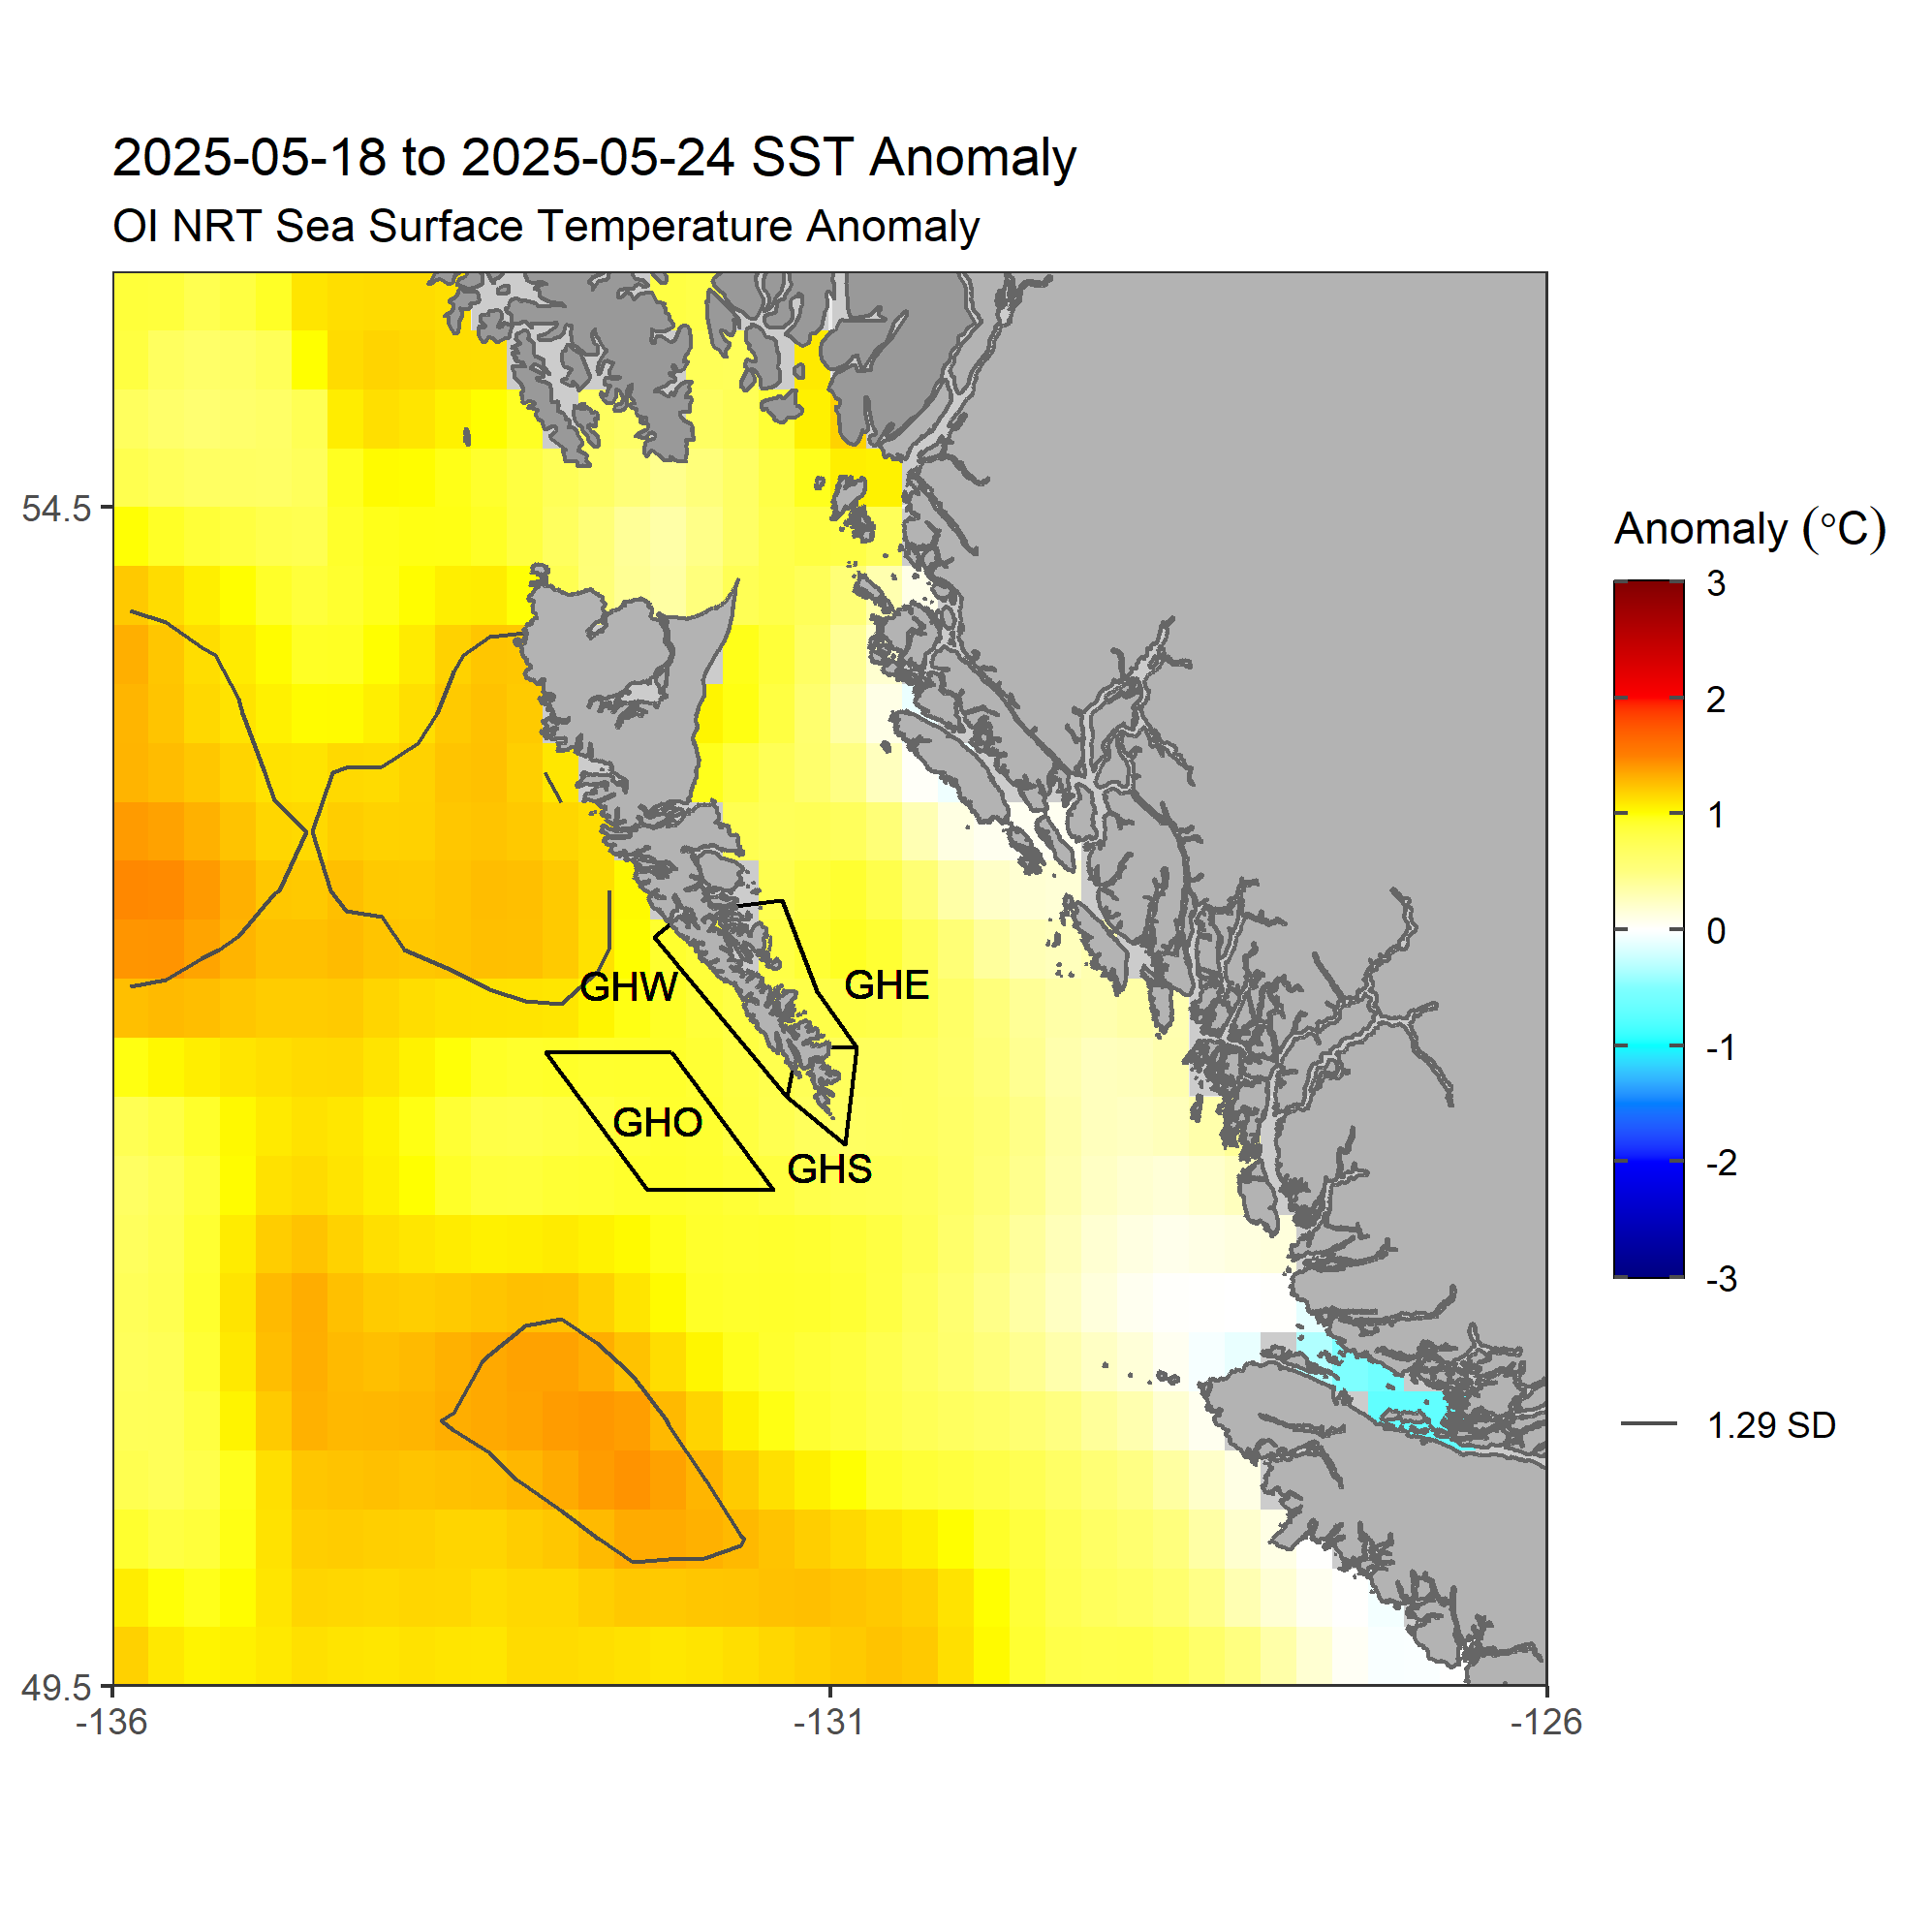 2025-05-18 to 2025-05-24 SST Anomaly
OI NRT Sea Surface Temperature Anomaly
54.5
49.5
-136
-131
-126
GHW
GHE
GHO
GHS
Anomaly (°C)
3
2
1
0
-1
-2
-3
1.29 SD